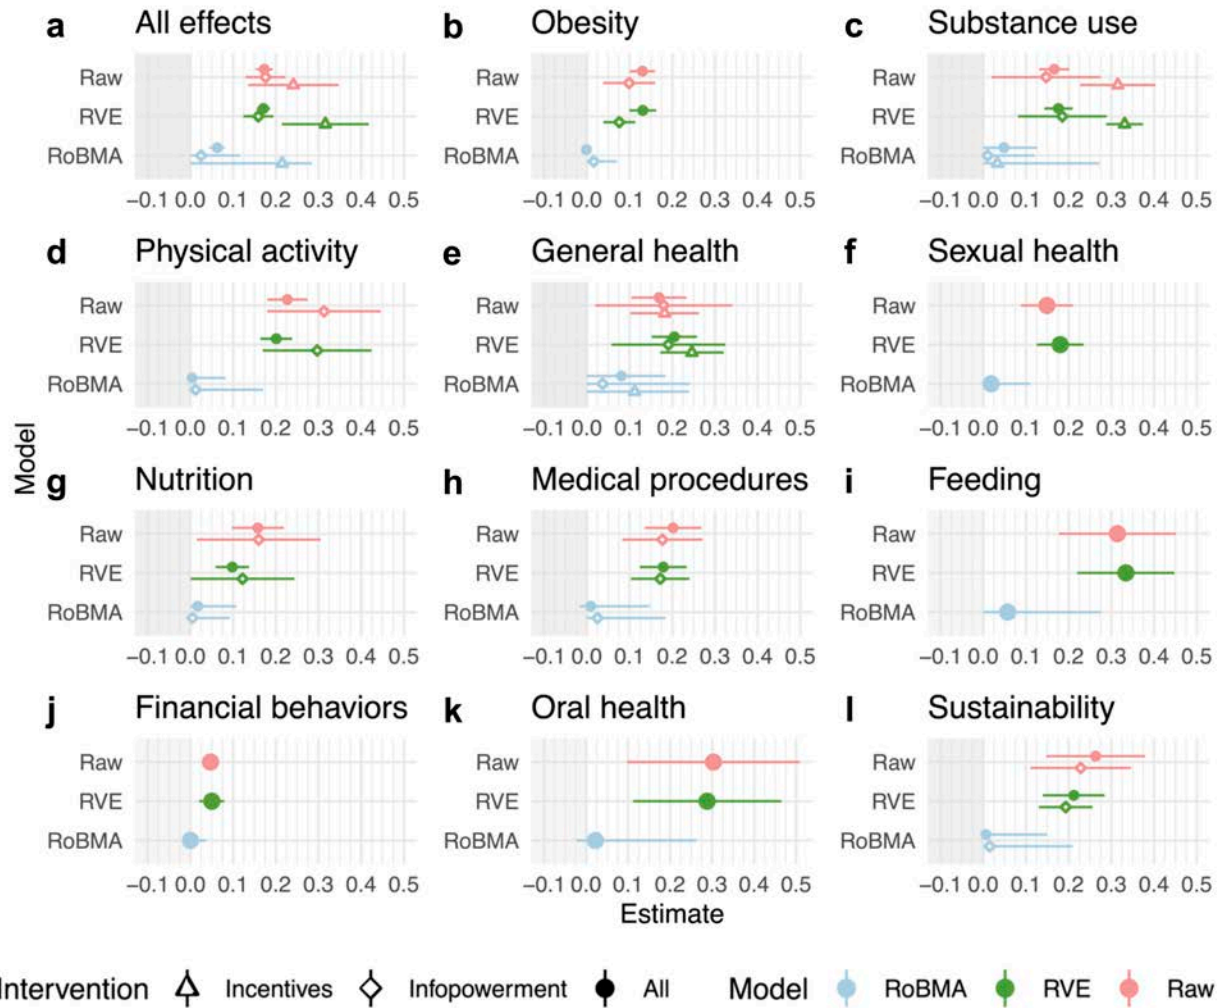 a All effects b Obesity c Substance use
Raw Raw Raw
RVE RVE RVE
RoBMA RoBMA RoBMA
−0.1 0.0 0.1 0.2 0.3 0.4 0.5 −0.1 0.0 0.1 0.2 0.3 0.4 0.5 −0.1 0.0 0.1 0.2 0.3 0.4 0.5
d Physical activity e General health f Sexual health
Raw Raw Raw
RVE RVE RVE
RoBMA RoBMA RoBMA
−0.1 0.0 0.1 0.2 0.3 0.4 0.5 −0.1 0.0 0.1 0.2 0.3 0.4 0.5 −0.1 0.0 0.1 0.2 0.3 0.4 0.5
Model
g Nutrition h Medical procedures i Feeding
Raw Raw Raw
RVE RVE RVE
RoBMA RoBMA RoBMA
−0.1 0.0 0.1 0.2 0.3 0.4 0.5 −0.1 0.0 0.1 0.2 0.3 0.4 0.5 −0.1 0.0 0.1 0.2 0.3 0.4 0.5
j Financial behaviors k Oral health l Sustainability
Raw Raw Raw
RVE RVE RVE
RoBMA RoBMA RoBMA
−0.1 0.0 0.1 0.2 0.3 0.4 0.5 −0.1 0.0 0.1 0.2 0.3 0.4 0.5 −0.1 0.0 0.1 0.2 0.3 0.4 0.5
Estimate
Intervention Incentives Infopowerment All Model RoBMA RVE Raw